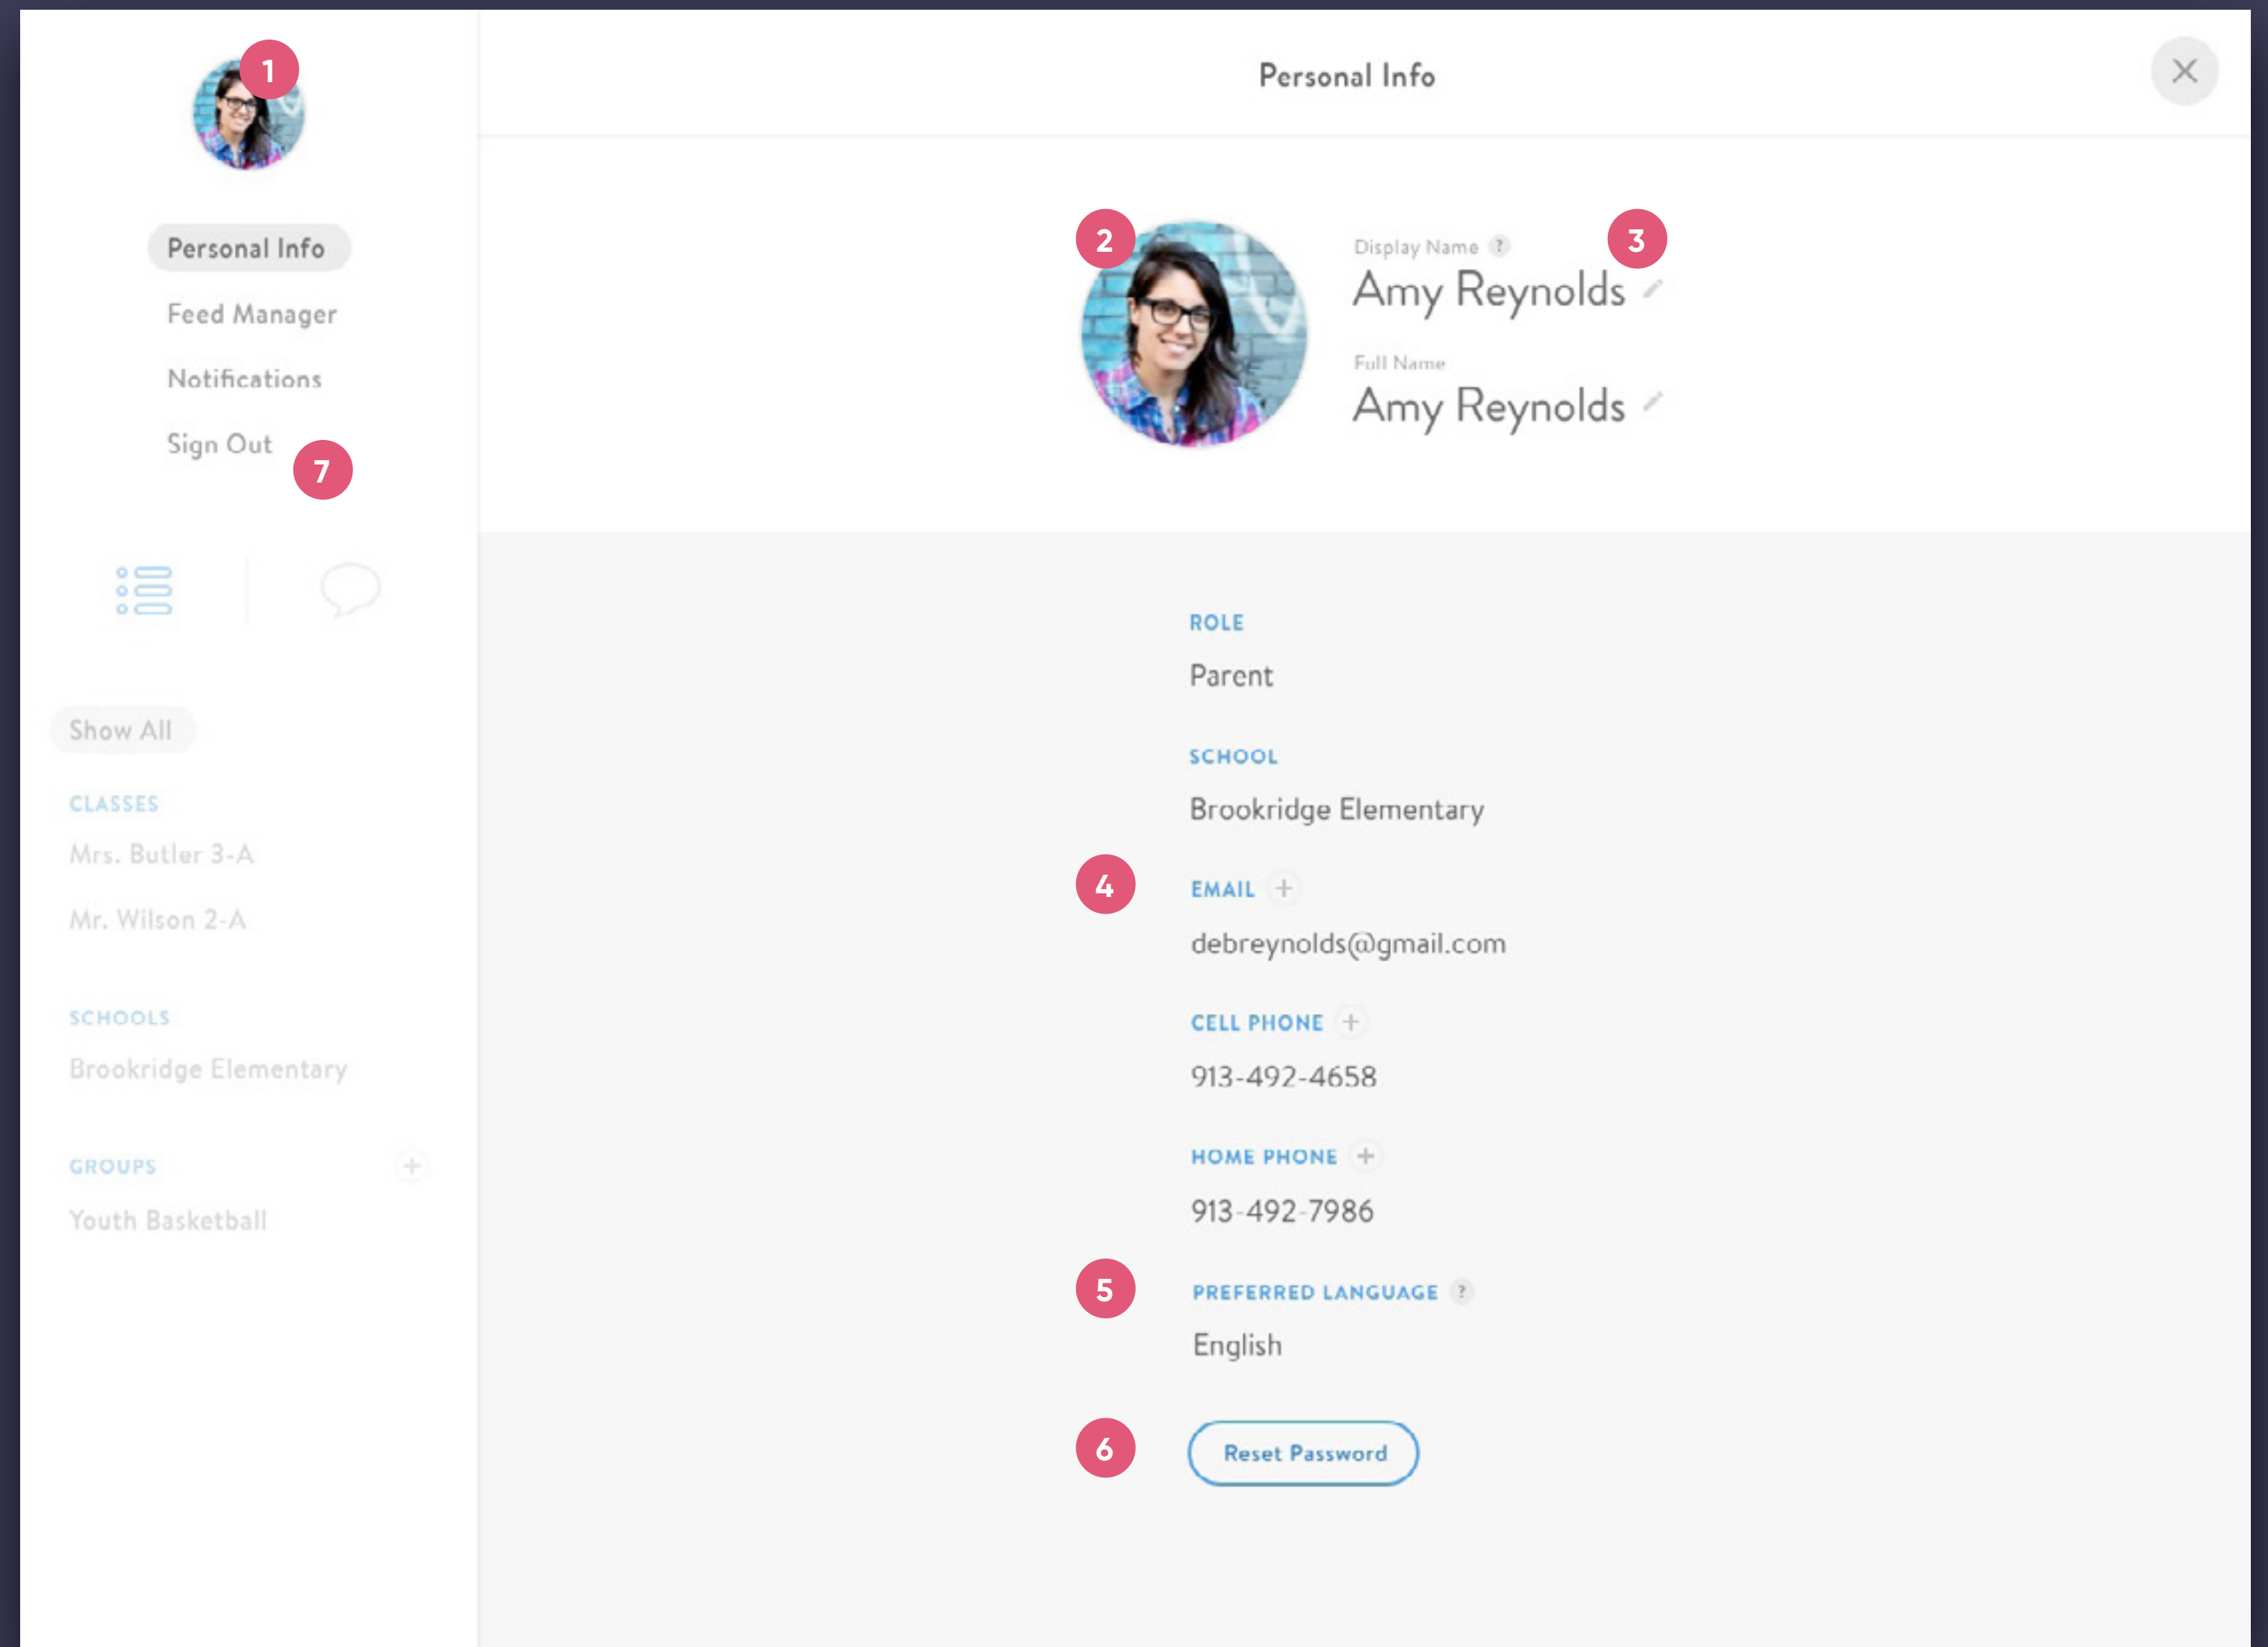 1
Personal Info
Feed Manager
Notifications
Sign Out
7
Show All
CLASSES
Mrs. Butler 3-A
Mr. Wilson 2-A
SCHOOLS
Brookridge Elementary
GROUPS +
Youth Basketball
Personal Info
2
Display Name ?
3
Amy Reynolds
Full Name
Amy Reynolds
ROLE
Parent
SCHOOL
Brookridge Elementary
4
EMAIL +
debreynolds@gmail.com
CELL PHONE +
913-492-4658
HOME PHONE +
913-492-7986
5
PREFERRED LANGUAGE ?
English
6
Reset Password